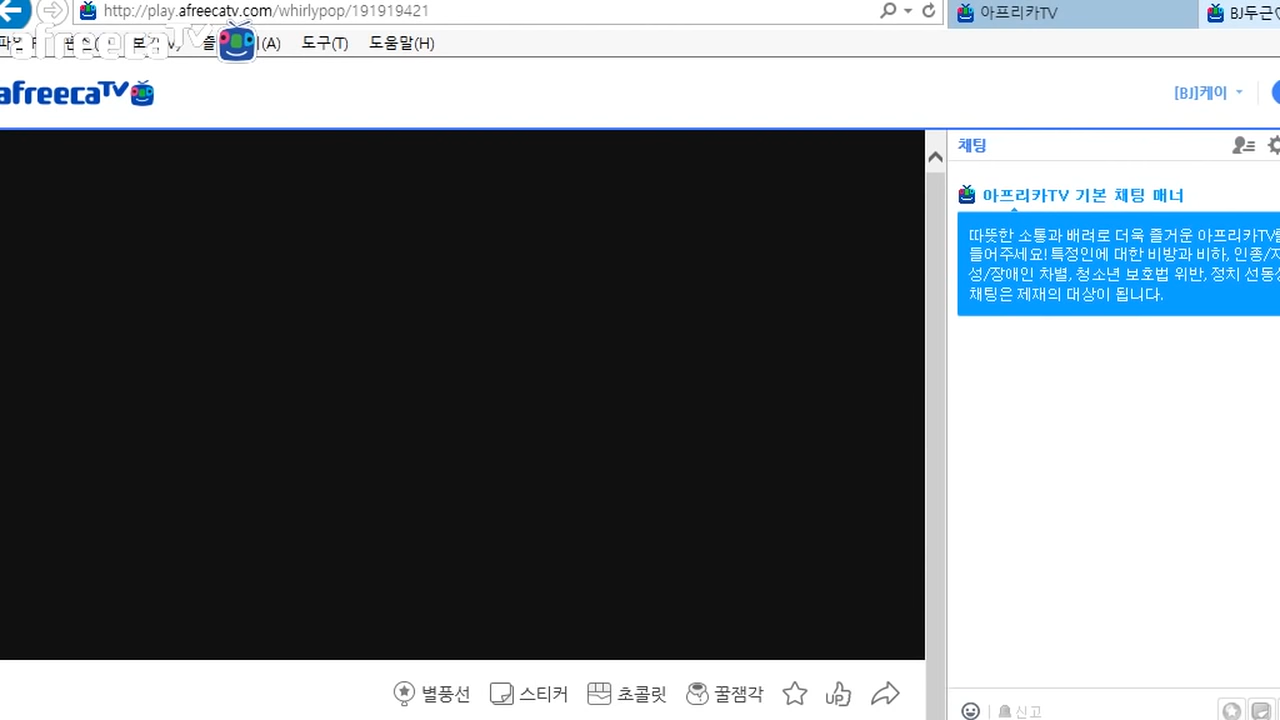 http://play.afreecatv.com/whirlypop/191919421
아프리카TV
BJ두근
afreecaTV
도구(T) 도움말(H)
afreecaTV
[BJ]케이
채팅
아프리카TV 기본 채팅 매너
따뜻한 소통과 배려로 더욱 즐거운 아프리카TV를
들어주세요! 특정인에 대한 비방과 비하, 인종/지
성/장애인 차별, 청소년 보호법 위반, 정치 선동성
채팅은 제재의 대상이 됩니다.
별풍선 스티커 초콜릿 꿀잼각
신고